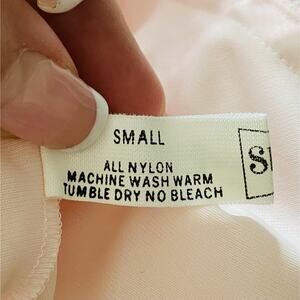 SMALL
ALL NYLON
MACHINE WASH WARM
TUMBLE DRY NO BLEACH